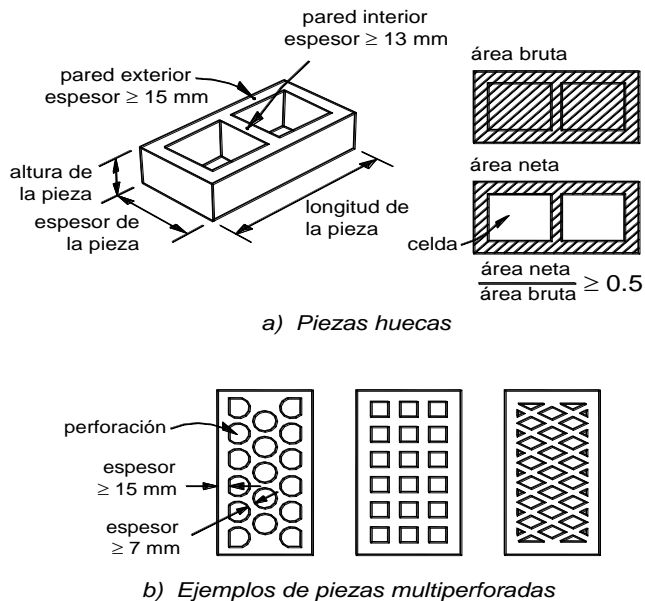 pared interior
espesor ≥ 13 mm
pared exterior
espesor ≥ 15 mm
altura de
la pieza
espesor de
la pieza
longitud de
la pieza
área bruta
área neta
celda
área neta
área bruta ≥ 0.5
a) Piezas huecas
perforación
espesor
≥ 15 mm
espesor
≥ 7 mm
b) Ejemplos de piezas multiperforadas